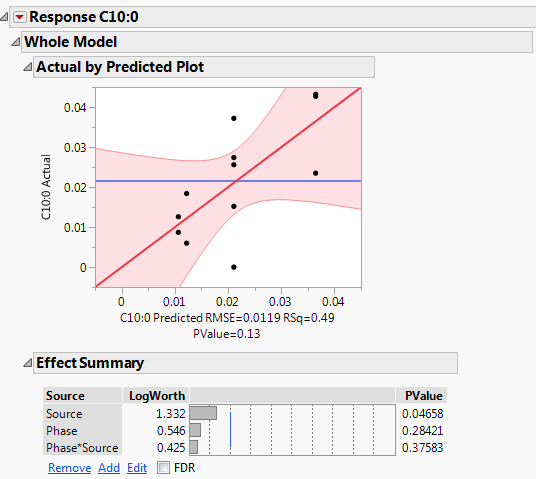 Response C10:0
Whole Model
Actual by Predicted Plot
0.04
0.03
0.02
0.01
0
C10:0 Actual
0 0.01 0.02 0.03 0.04
C10:0 Predicted RMSE=0.0119 RSq=0.49
PValue=0.13
Effect Summary
Source LogWorth PValue
Source 1.332 0.04658
Phase 0.546 0.28421
Phase*Source 0.425 0.37583
Remove Add Edit FDR